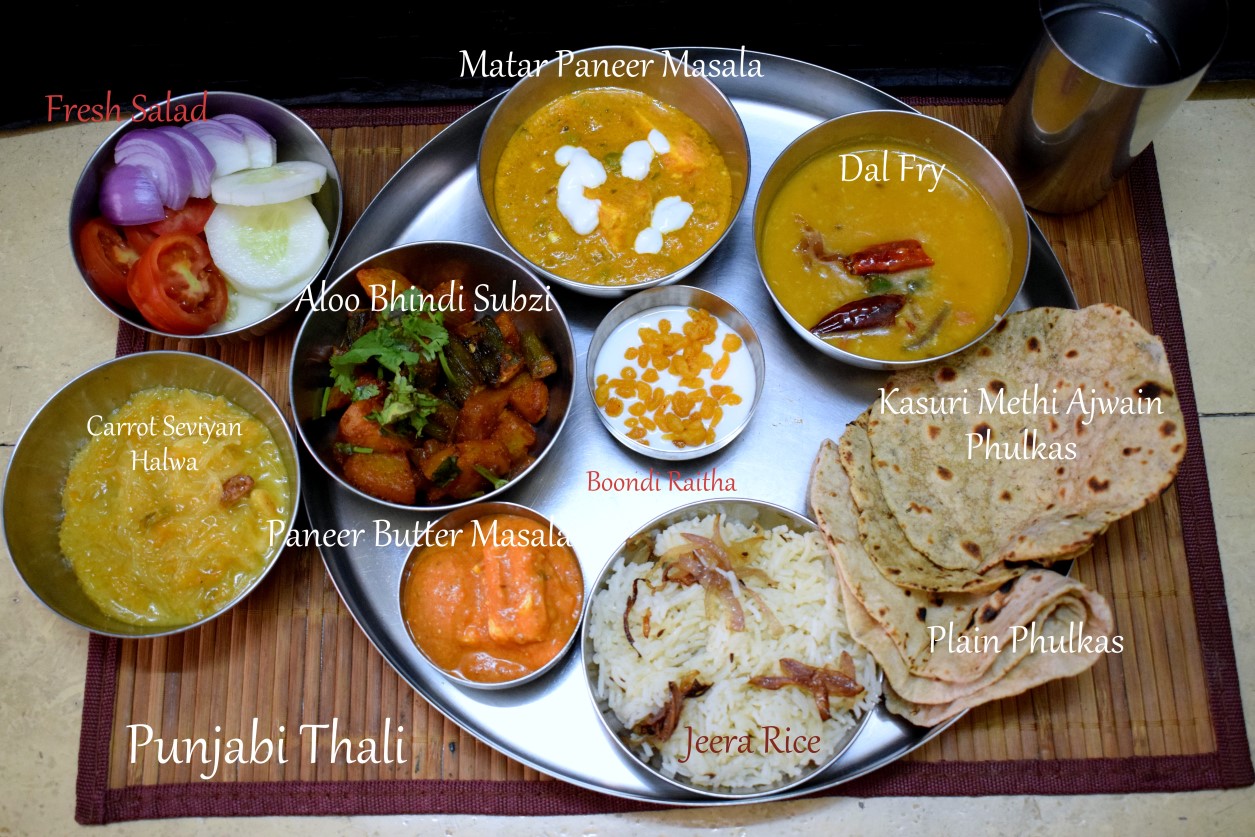 Matar Paneer Masala
Fresh Salad
Dal Fry
Aloo Bhindi Subzi
Kasuri Methi Ajwain
Phulkas
Carrot Seviyan
Halwa
Boondi Raitha
Paneer Butter Masala
Plain Phulkas
Jeera Rice
Punjabi Thali